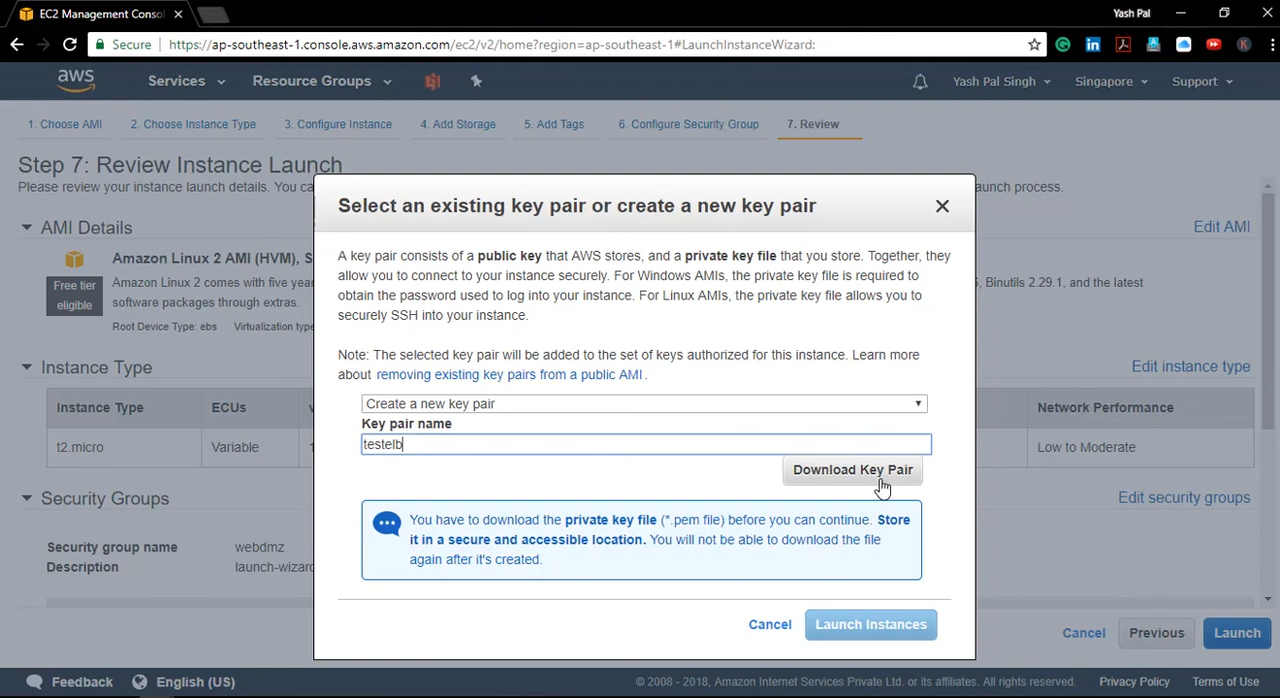 EC2 Management Conso
Yash Pal
Secure
https://ap-southeast-1.console.aws.amazon.com/ec2/v2/home?region=ap-southeast-1#LaunchInstanceWizard:
aws
Services
Resource Groups
Yash Pal Singh
Singapore
Support
1. Choose AMI
2. Choose Instance Type
3. Configure Instance
4. Add Storage
5. Add Tags
6. Configure Security Group
7. Review
Step 7: Review Instance Launch
Please review your instance launch details. You ca
aunch process.
AMI Details
Edit AMI
Amazon Linux 2 AMI (HVM), S
Free tier
eligible
Amazon Linux 2 comes with five year
, Binutils 2.29.1, and the latest
software packages through extras.
Root Device Type: ebs
Virtualization type
Instance Type
Edit instance type
Instance Type
ECUs
Network Performance
t2.micro
Variable
1
Low to Moderate
Security Groups
Edit security groups
Security group name
webdmz
Description
launch-wizard
Select an existing key pair or create a new key pair
A key pair consists of a public key that AWS stores, and a private key file that you store. Together, they
allow you to connect to your instance securely. For Windows AMIs, the private key file is required to
obtain the password used to log into your instance. For Linux AMIs, the private key file allows you to
securely SSH into your instance.
Note: The selected key pair will be added to the set of keys authorized for this instance. Learn more
about removing existing key pairs from a public AMI .
Create a new key pair
Key pair name
testelb
Download Key Pair
You have to download the private key file (*.pem file) before you can continue. Store
it in a secure and accessible location. You will not be able to download the file
again after it's created.
Cancel
Launch Instances
Cancel
Previous
Launch
Feedback
English (US)
© 2008 - 2018, Amazon Internet Services Private Ltd. or its affiliates. All rights reserved.
Privacy Policy
Terms of Use